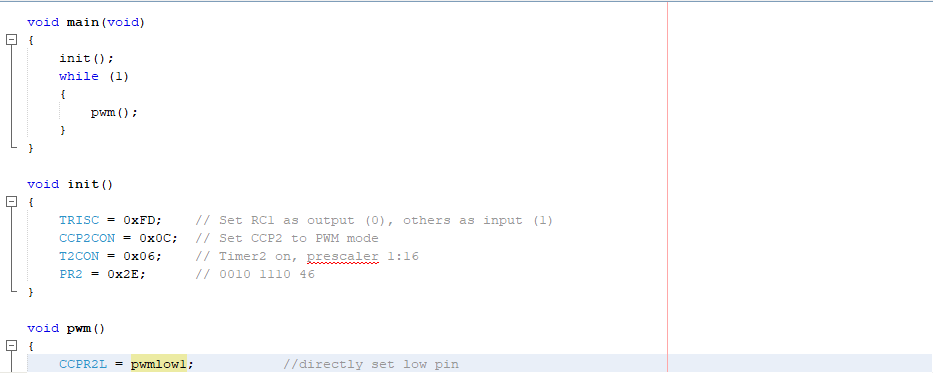 void main(void)
{
init();
while (1)
{
pwm();
}
}
void init()
{
TRISC = 0xFD; // Set RC1 as output (0), others as input (1)
CCP2CON = 0x0C; // Set CCP2 to PWM mode
T2CON = 0x06; // Timer2 on, prescaler 1:16
PR2 = 0x2E; // 0010 1110 46
}
void pwm()
{
CCPR2L = pwmlow1; //directly set low pin